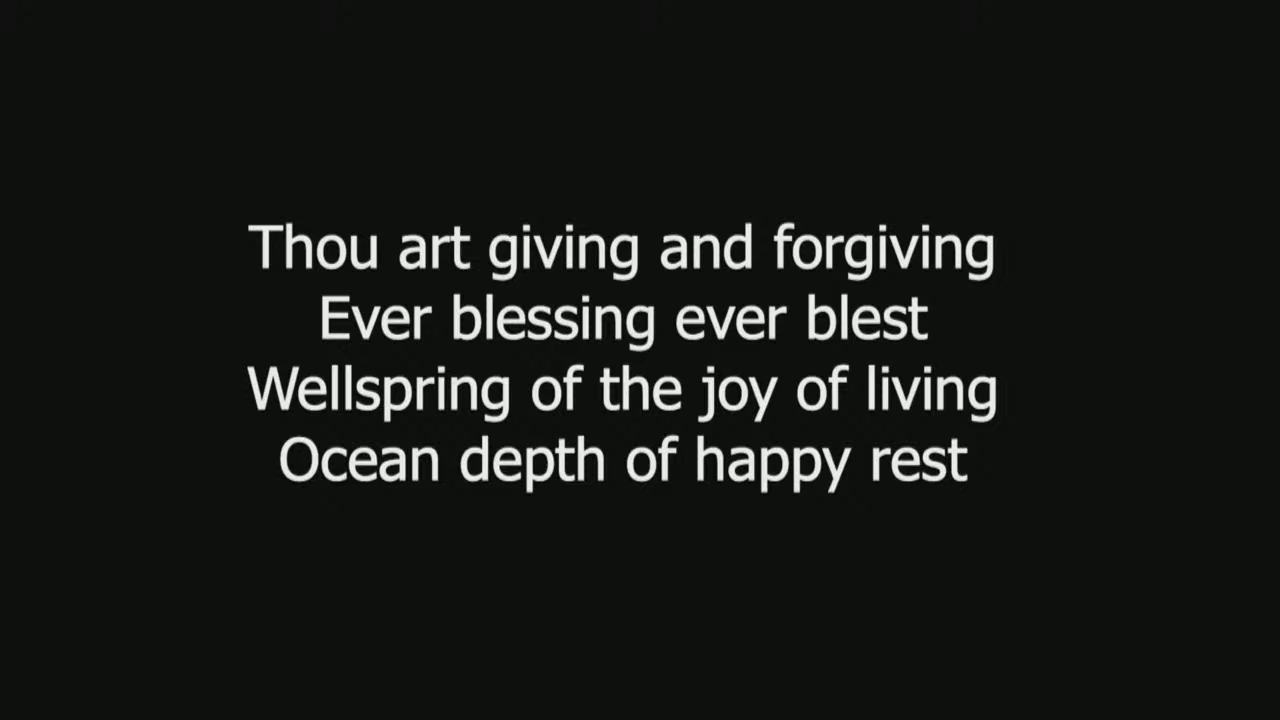 Thou art giving and forgiving
Ever blessing ever blest
Wellspring of the joy of living
Ocean depth of happy rest